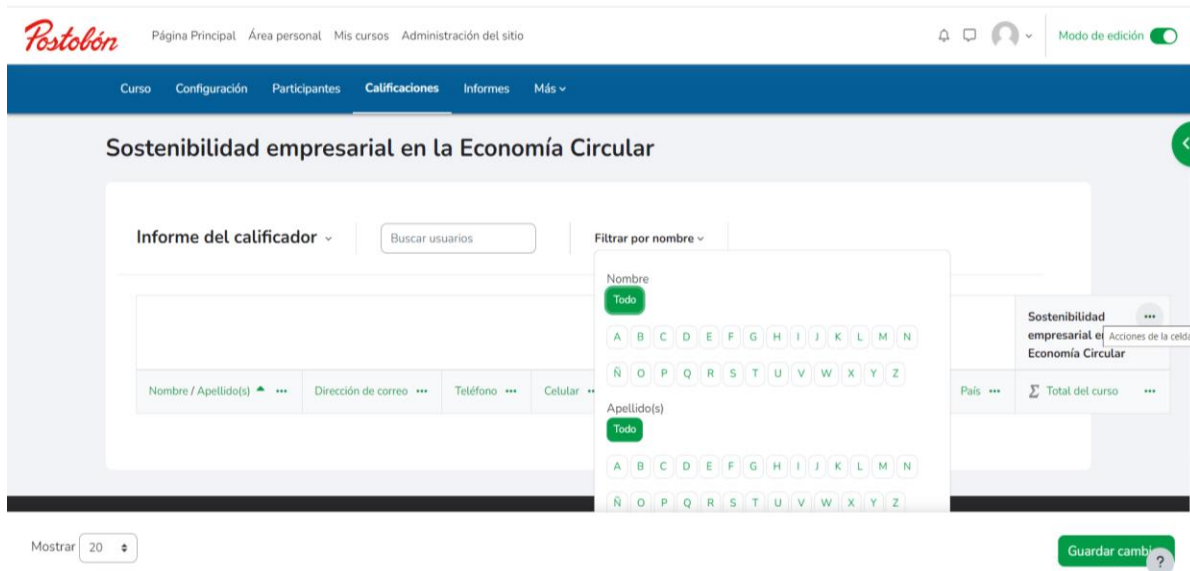 Postobón
Página Principal Área personal Mis cursos Administración del sitio
Modo de edición
Curso Configuración Participantes Calificaciones Informes Más
Sostenibilidad empresarial en la Economía Circular
Informe del calificador
Buscar usuarios
Filtrar por nombre
Nombre
Todo
A B C D E F G H I J K L M N
Ñ O P Q R S T U V W X Y Z
Apellido(s)
Todo
A B C D E F G H I J K L M N
Ñ O P Q R S T U V W X Y Z
Sostenibilidad ...
empresarial
Economía Circular
Acciones de la celda
Nombre / Apellido(s) ... Dirección de correo ... Teléfono ... Celular
País ... Σ Total del curso ...
Mostrar 20
Guardar
?